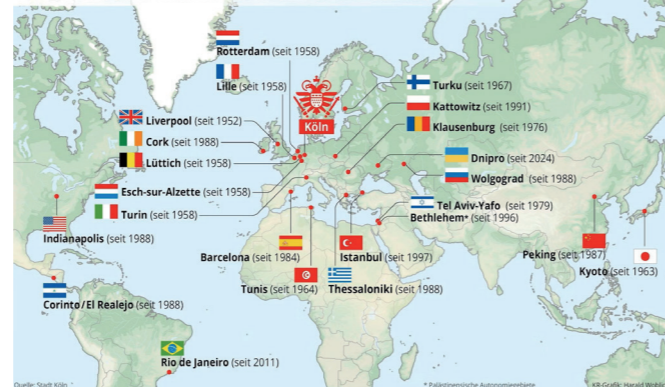 Rotterdam (seit 1958)
Lille (seit 1958)
Köln
Turku (seit 1967)
Kattowitz (seit 1991)
Klausenburg (seit 1976)
Liverpool (seit 1952)
Cork (seit 1988)
Lüttich (seit 1958)
Esch-sur-Alzette (seit 1958)
Turin (seit 1958)
Dnipro (seit 2024)
Wolgograd (seit 1988)
Tel Aviv-Yafo (seit 1979)
Bethlehem* (seit 1996)
Indianapolis (seit 1988)
Barcelona (seit 1984)
Istanbul (seit 1997)
Peking (seit 1987)
Kyoto (seit 1963)
Tunis (seit 1964)
Thessaloniki (seit 1988)
Corinto/El Realejo (seit 1988)
Rio de Janeiro (seit 2011)
Quelle: Stadt Köln
* Palästinensische Autonomiegebiete
KR-Grafik: Harald